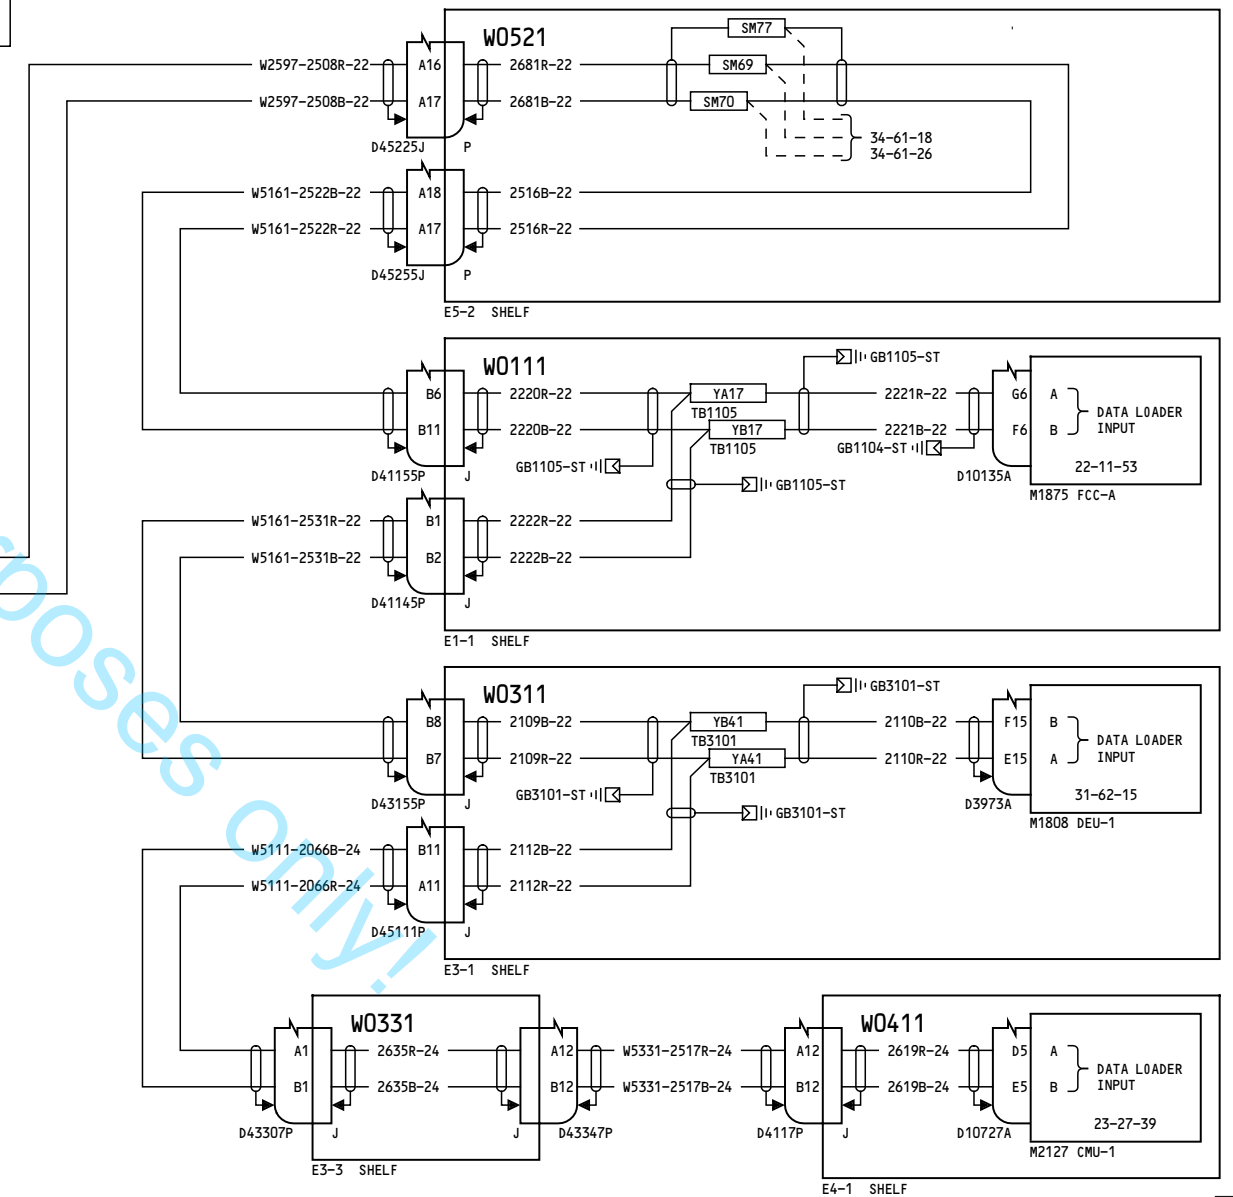 W0521
SM77
W2597-2508R-22 A16 2681R-22 SM69
W2597-2508B-22 A17 2681B-22 SM70
34-61-18
D45225J P 34-61-26
W5161-2522B-22 A18 2516B-22
W5161-2522R-22 A17 2516R-22
D45255J P
E5-2 SHELF
W0111
GB1105-ST
B6 2220R-22 YA17 2221R-22 G6 A
TB1105
DATA LOADER
INPUT
B11 2220B-22 YB17 2221B-22 F6 B
TB1105 GB1104-ST
GB1105-ST 22-11-53
D41155P J D10135A
GB1105-ST
M1875 FCC-A
W5161-2531R-22 B1 2222R-22
W5161-2531B-22 B2 2222B-22
D41145P J
E1-1 SHELF
W0311
GB3101-ST
B8 2109B-22 YB41 2110B-22 F15 B
TB3101
DATA LOADER
INPUT
B7 2109R-22 YA41 2110R-22 E15 A
TB3101
GB3101-ST 31-62-15
D43155P J D3973A
GB3101-ST
M1808 DEU-1
W5111-2066B-24 B11 2112B-22
W5111-2066R-24 A11 2112R-22
D45111P J
E3-1 SHELF
W0331 W0411
A1 2635R-24 A12 W5331-2517R-24 A12 2619R-24 D5 A
DATA LOADER
INPUT
B1 2635B-24 B12 W5331-2517B-24 B12 2619B-24 E5 B
23-27-39
D43307P J J D43347P D4117P J D10727A
M2127 CMU-1
E3-3 SHELF
E4-1 SHELF
rposes only!